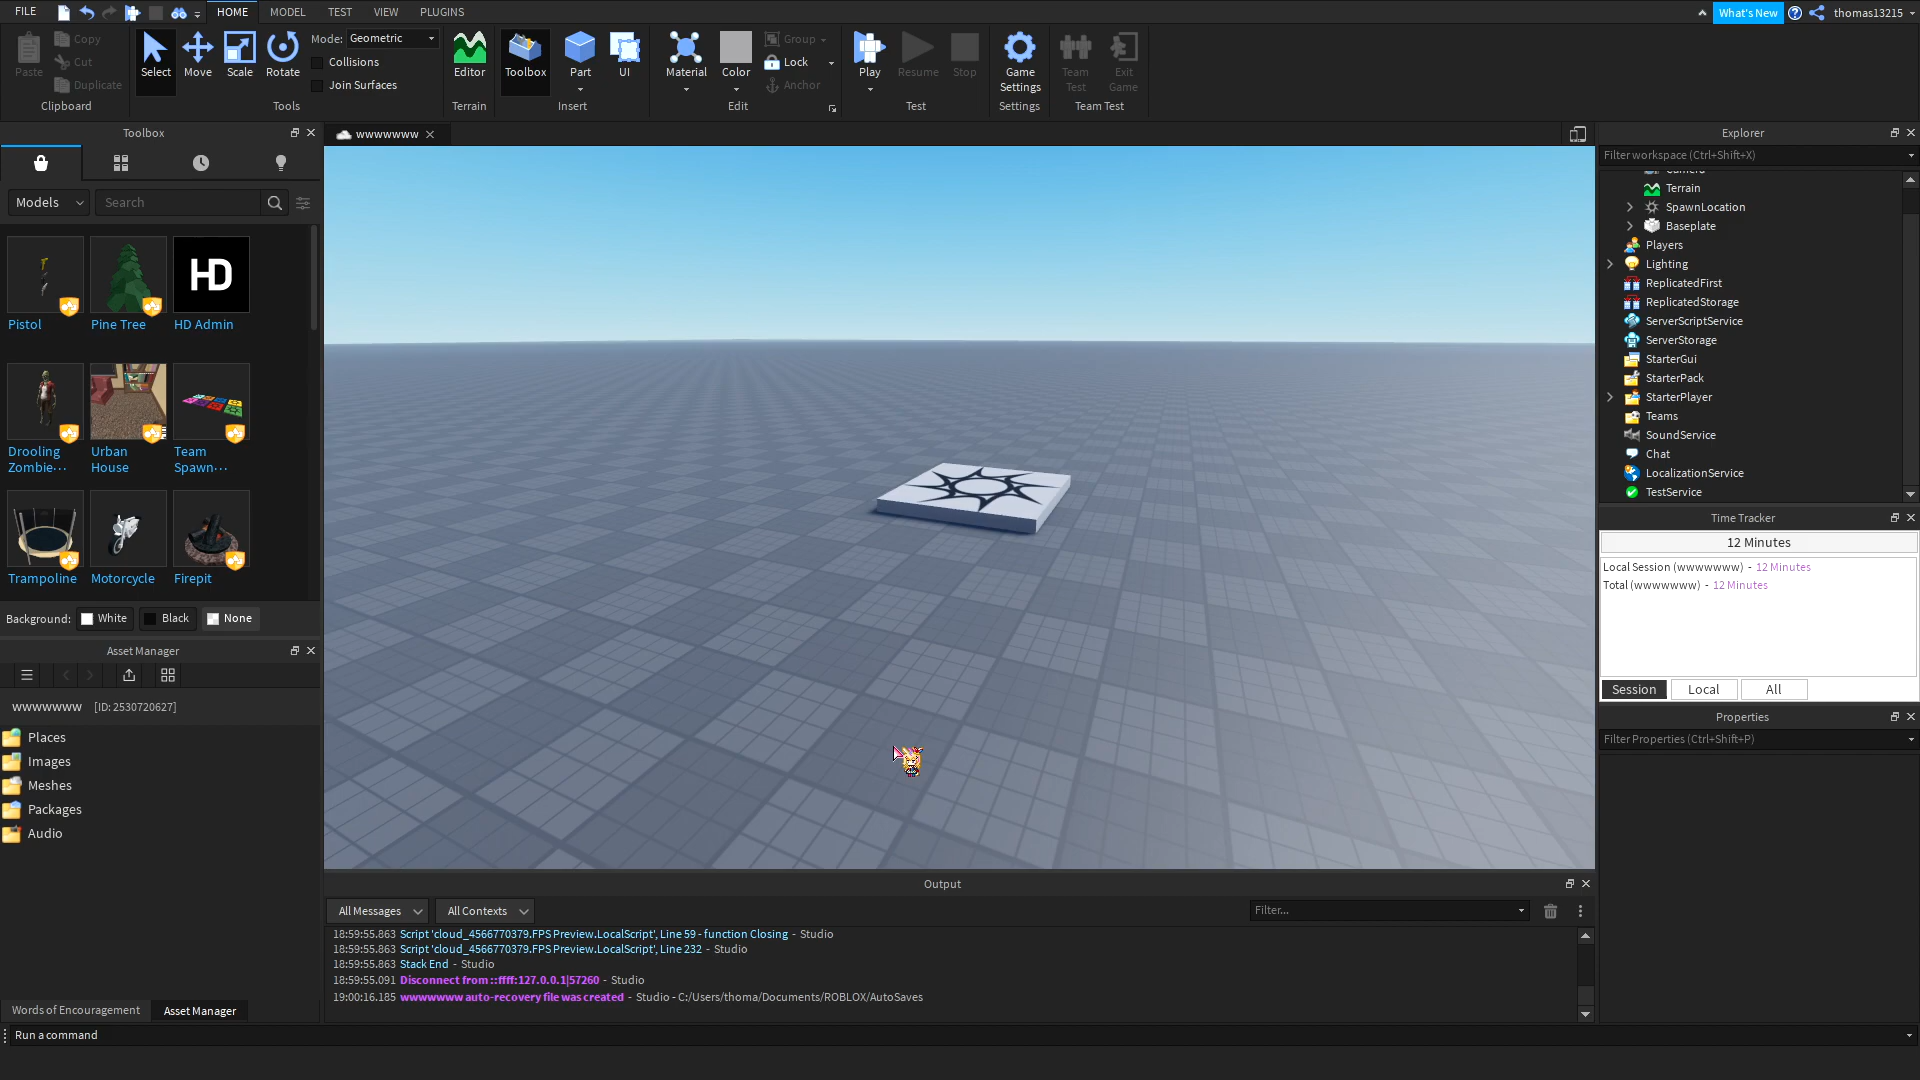 FILE HOME MODEL TEST VIEW PLUGINS What's New thomas13215
Paste Copy Cut Duplicate Clipboard
Select Move Scale Rotate Mode: Geometric Collisions Join Surfaces Tools
Editor Terrain
Toolbox Part UI Insert
Material Color Group Lock Anchor Edit
Play Resume Stop Test
Game Settings Settings
Team Test Exit Game Team Test
Toolbox
Models Search
Pistol Pine Tree HD HD Admin
Drooling Zombie... Urban House Team Spawn...
Trampoline Motorcycle Firepit
Background: White Black None
Asset Manager
wwwwwww [ID: 2530720627]
Places
Images
Meshes
Packages
Audio
Words of Encouragement Asset Manager
Run a command
wwwwwww
Output
All Messages All Contexts Filter...
18:59:55.863 Script 'cloud_4566770379.FPS Preview.LocalScript', Line 59 - function Closing - Studio
18:59:55.863 Script 'cloud_4566770379.FPS Preview.LocalScript', Line 232 - Studio
18:59:55.863 Stack End - Studio
18:59:55.091 Disconnect from ::ffff:127.0.0.1|57260 - Studio
19:00:16.185 wwwwwww auto-recovery file was created - Studio - C:/Users/thoma/Documents/ROBLOX/AutoSaves
Explorer
Filter workspace (Ctrl+Shift+X)
Camera
Terrain
SpawnLocation
Baseplate
Players
Lighting
ReplicatedFirst
ReplicatedStorage
ServerScriptService
ServerStorage
StarterGui
StarterPack
StarterPlayer
Teams
SoundService
Chat
LocalizationService
TestService
Time Tracker
12 Minutes
Local Session (wwwwwww) - 12 Minutes
Total (wwwwwww) - 12 Minutes
Session Local All
Properties
Filter Properties (Ctrl+Shift+P)